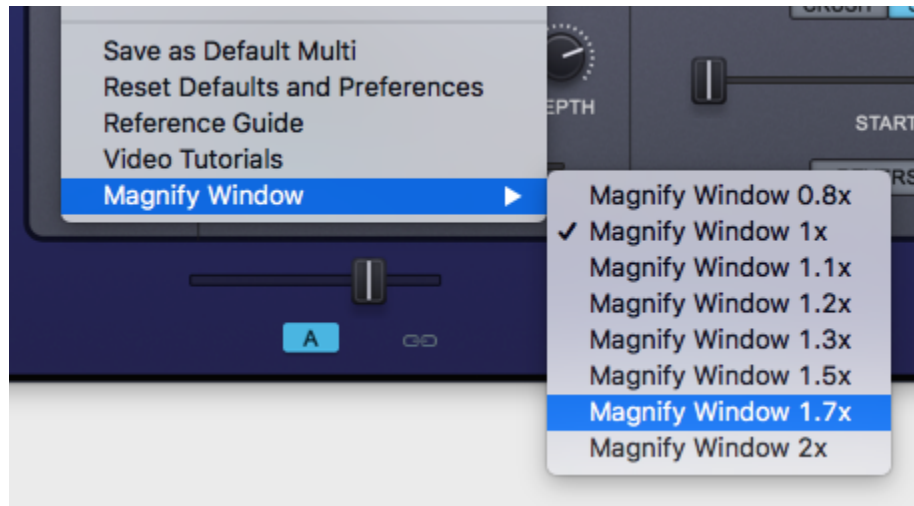 Save as Default Multi
Reset Defaults and Preferences
Reference Guide
Video Tutorials
Magnify Window
Magnify Window 0.8x
Magnify Window 1x
Magnify Window 1.1x
Magnify Window 1.2x
Magnify Window 1.3x
Magnify Window 1.5x
Magnify Window 1.7x
Magnify Window 2x
EPTH
START
A